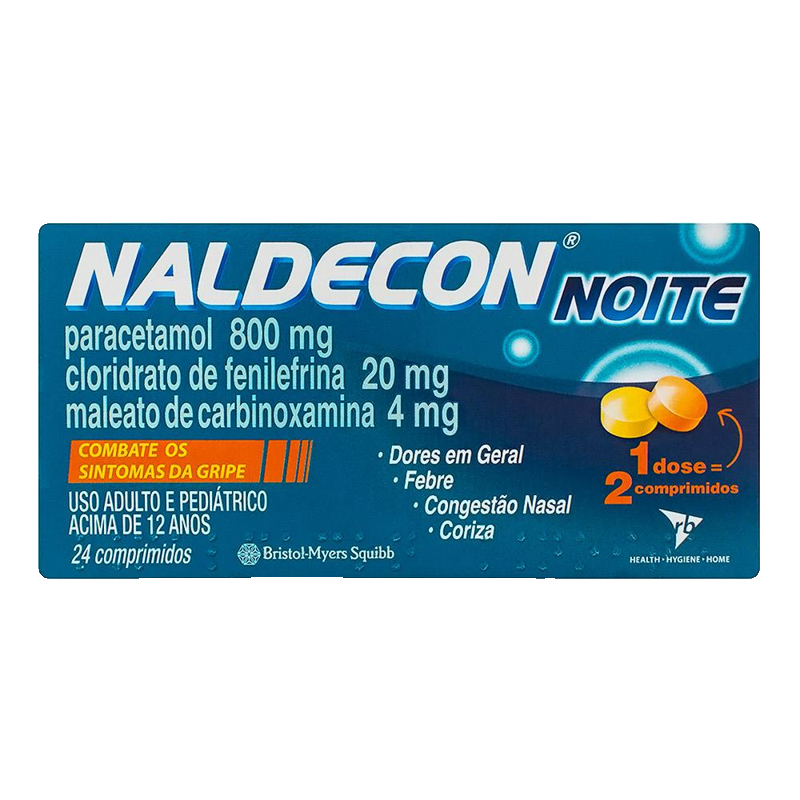 NALDECON® NOITE
paracetamol 800 mg
cloridrato de fenilefrina 20 mg
maleato de carbinoxamina 4 mg
COMBATE OS
SINTOMAS DA GRIPE
USO ADULTO E PEDIÁTRICO
ACIMA DE 12 ANOS
24 comprimidos
Bristol-Myers Squibb
· Dores em Geral
· Febre
· Congestão Nasal
· Coriza
1 dose =
2 comprimidos
rb
HEALTH • HYGIENE • HOME